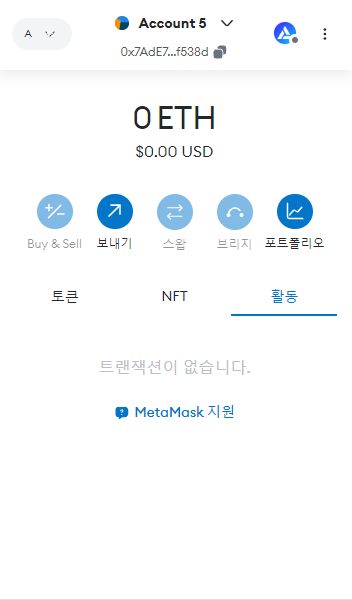 A
Account 5
0x7AdE7...f538d
0 ETH
$0.00 USD
Buy & Sell
보내기
스왑
브리지
포트폴리오
토큰
NFT
활동
트랜잭션이 없습니다.
MetaMask 지원